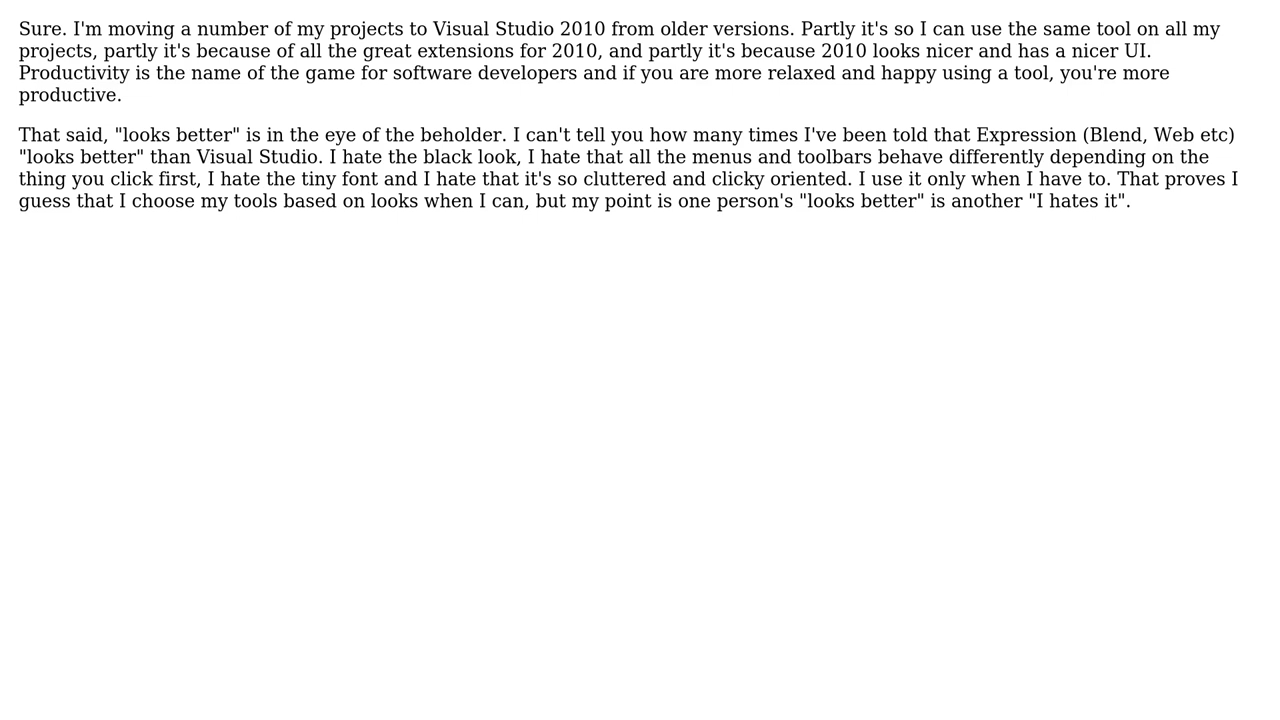 Sure. I'm moving a number of my projects to Visual Studio 2010 from older versions. Partly it's so I can use the same tool on all my
projects, partly it's because of all the great extensions for 2010, and partly it's because 2010 looks nicer and has a nicer UI.
Productivity is the name of the game for software developers and if you are more relaxed and happy using a tool, you're more
productive.
That said, "looks better" is in the eye of the beholder. I can't tell you how many times I've been told that Expression (Blend, Web etc)
"looks better" than Visual Studio. I hate the black look, I hate that all the menus and toolbars behave differently depending on the
thing you click first, I hate the tiny font and I hate that it's so cluttered and clicky oriented. I use it only when I have to. That proves I
guess that I choose my tools based on looks when I can, but my point is one person's "looks better" is another "I hates it".